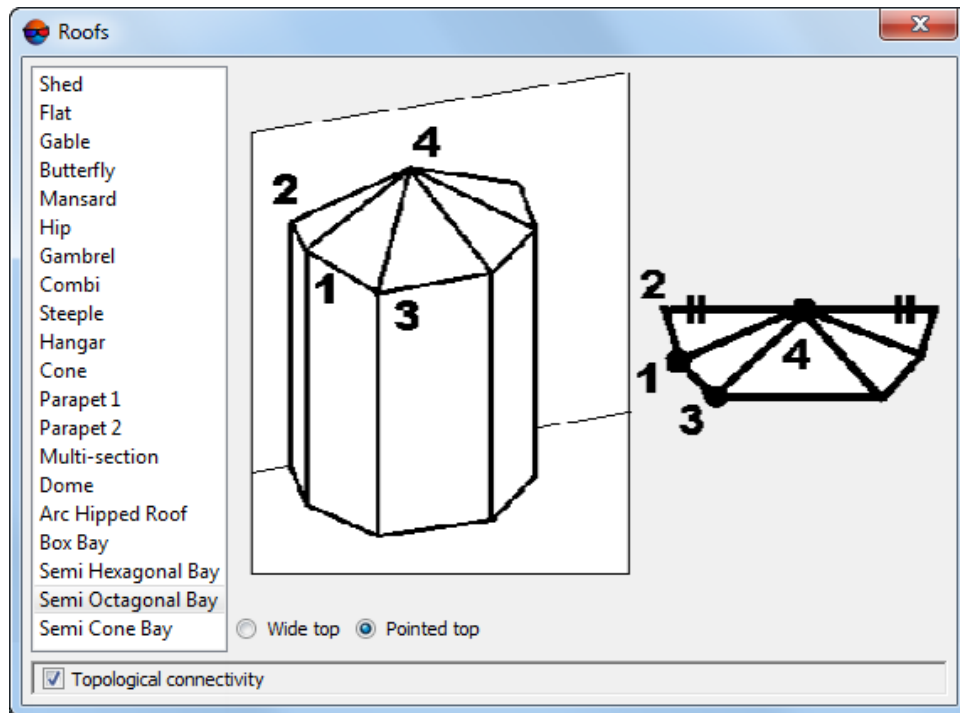 Roofs
Shed
Flat
Gable
Butterfly
Mansard
Hip
Gambrel
Combi
Steeple
Hangar
Cone
Parapet 1
Parapet 2
Multi-section
Dome
Arc Hipped Roof
Box Bay
Semi Hexagonal Bay
Semi Octagonal Bay
Semi Cone Bay
4
2
1
3
2
4
1
3
Wide top Pointed top
Topological connectivity